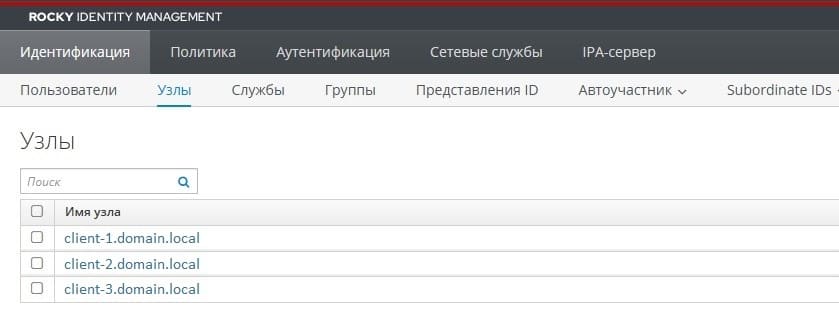 ROCKY IDENTITY MANAGEMENT
Идентификация Политика Аутентификация Сетевые службы IPA-сервер
Пользователи Узлы Службы Группы Представления ID Автоучастник Subordinate IDs
Узлы
Поиск
Имя узла
client-1.domain.local
client-2.domain.local
client-3.domain.local